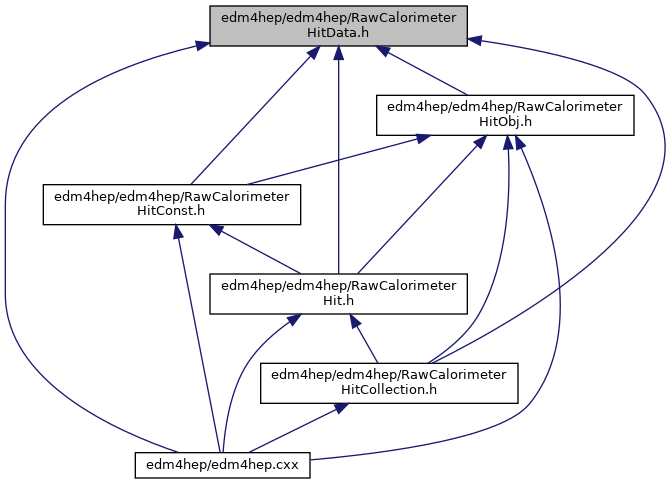 edm4hep/edm4hep/RawCalorimeter
HitData.h
edm4hep/edm4hep/RawCalorimeter
HitObj.h
edm4hep/edm4hep/RawCalorimeter
HitConst.h
edm4hep/edm4hep/RawCalorimeter
Hit.h
edm4hep/edm4hep/RawCalorimeter
HitCollection.h
edm4hep/edm4hep.cxx